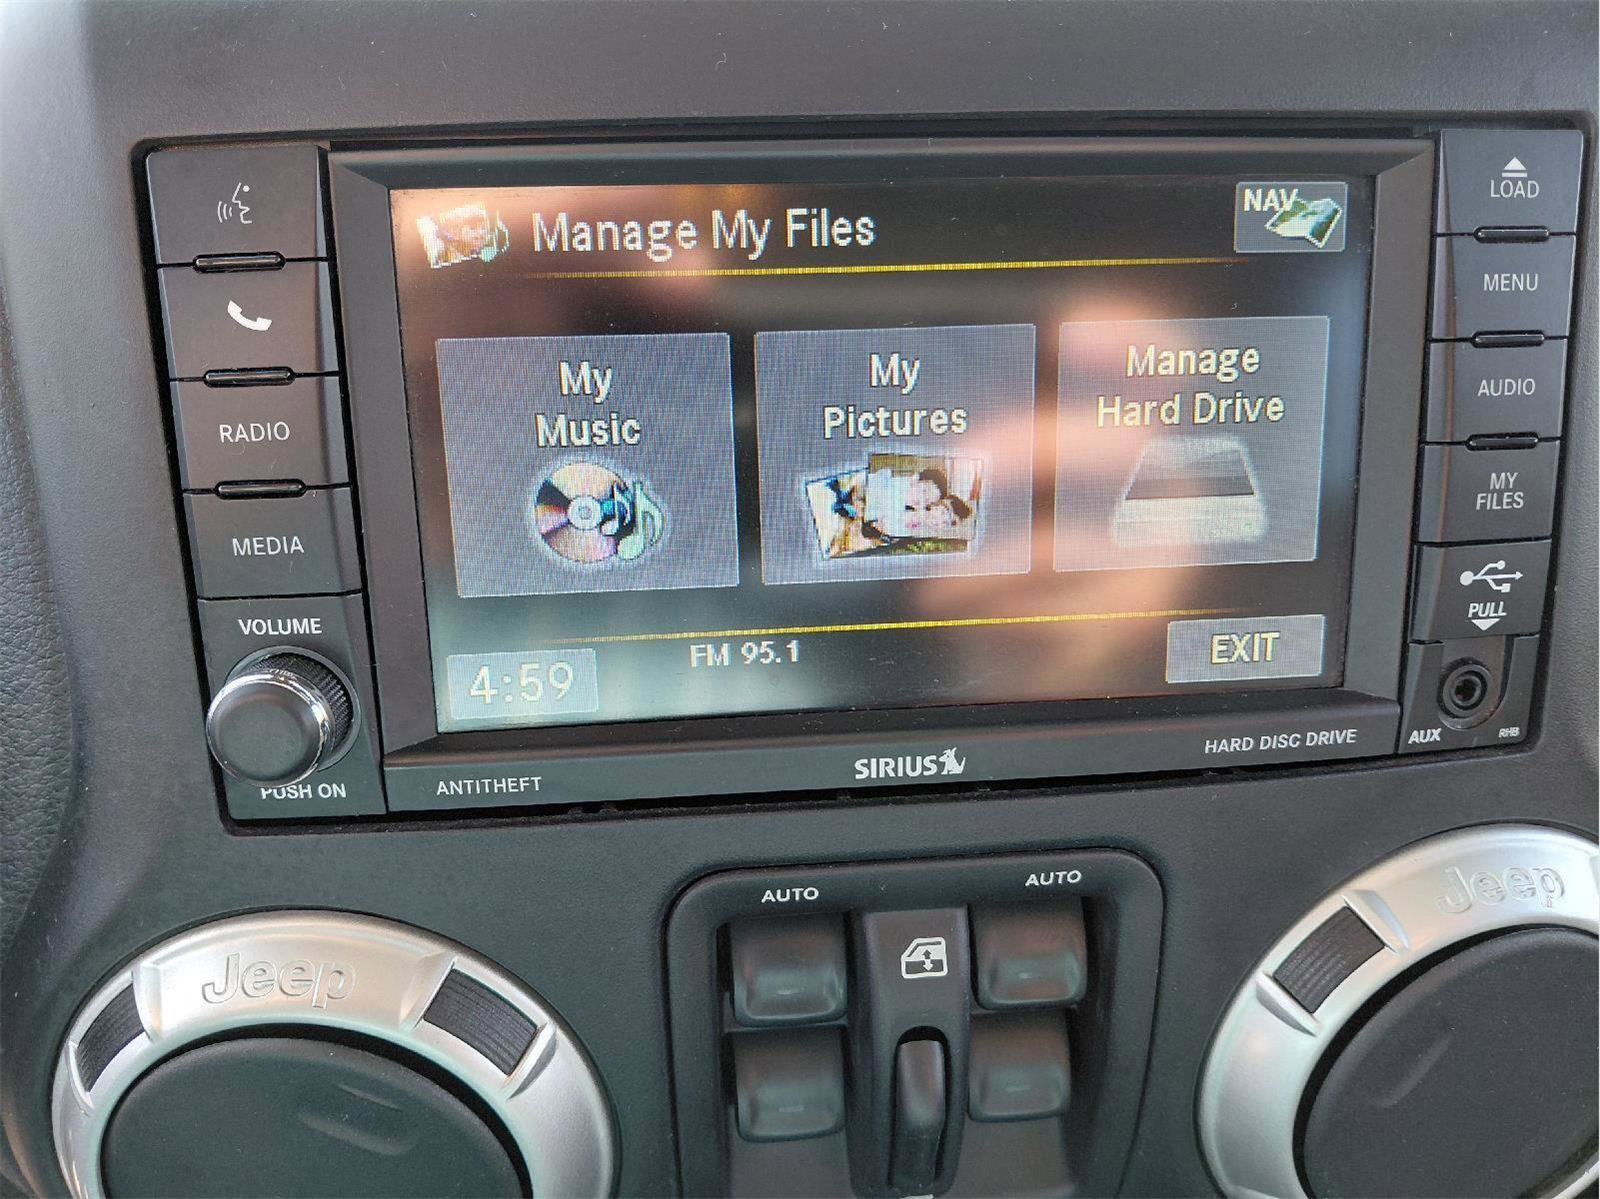 Manage My Files
NAV
My
Music
My
Pictures
Manage
Hard Drive
4:59
FM 95.1
EXIT
RADIO
MEDIA
VOLUME
PUSH ON
LOAD
MENU
AUDIO
MY
FILES
PULL
AUX
RHB
ANTITHEFT
SIRIUS
HARD DISC DRIVE
AUTO
AUTO
Jeep
Jeep